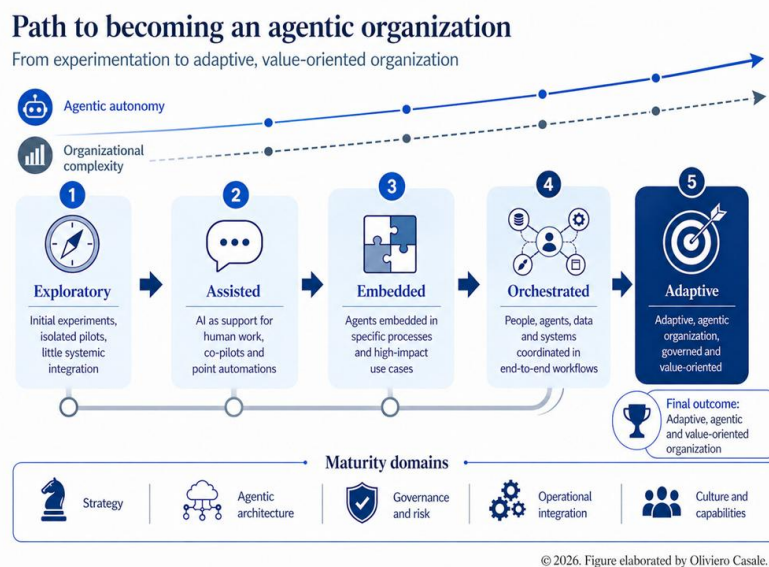 Path to becoming an agentic organization
From experimentation to adaptive, value-oriented organization
Agentic autonomy
Organizational
complexity
1
2
3
4
5
Exploratory
Initial experiments,
isolated pilots,
little systemic
integration
Assisted
AI as support for
human work,
co-pilots and
point automations
Embedded
Agents embedded in
specific processes
and high-impact
use cases
Orchestrated
People, agents, data
and systems
coordinated in
end-to-end workflows
Adaptive
Adaptive, agentic
organization,
governed and
value-oriented
Final outcome:
Adaptive, agentic
and value-oriented
organization
Maturity domains
Strategy
Agentic
architecture
Governance
and risk
Operational
integration
Culture and
capabilities
© 2026. Figure elaborated by Oliviero Casale.